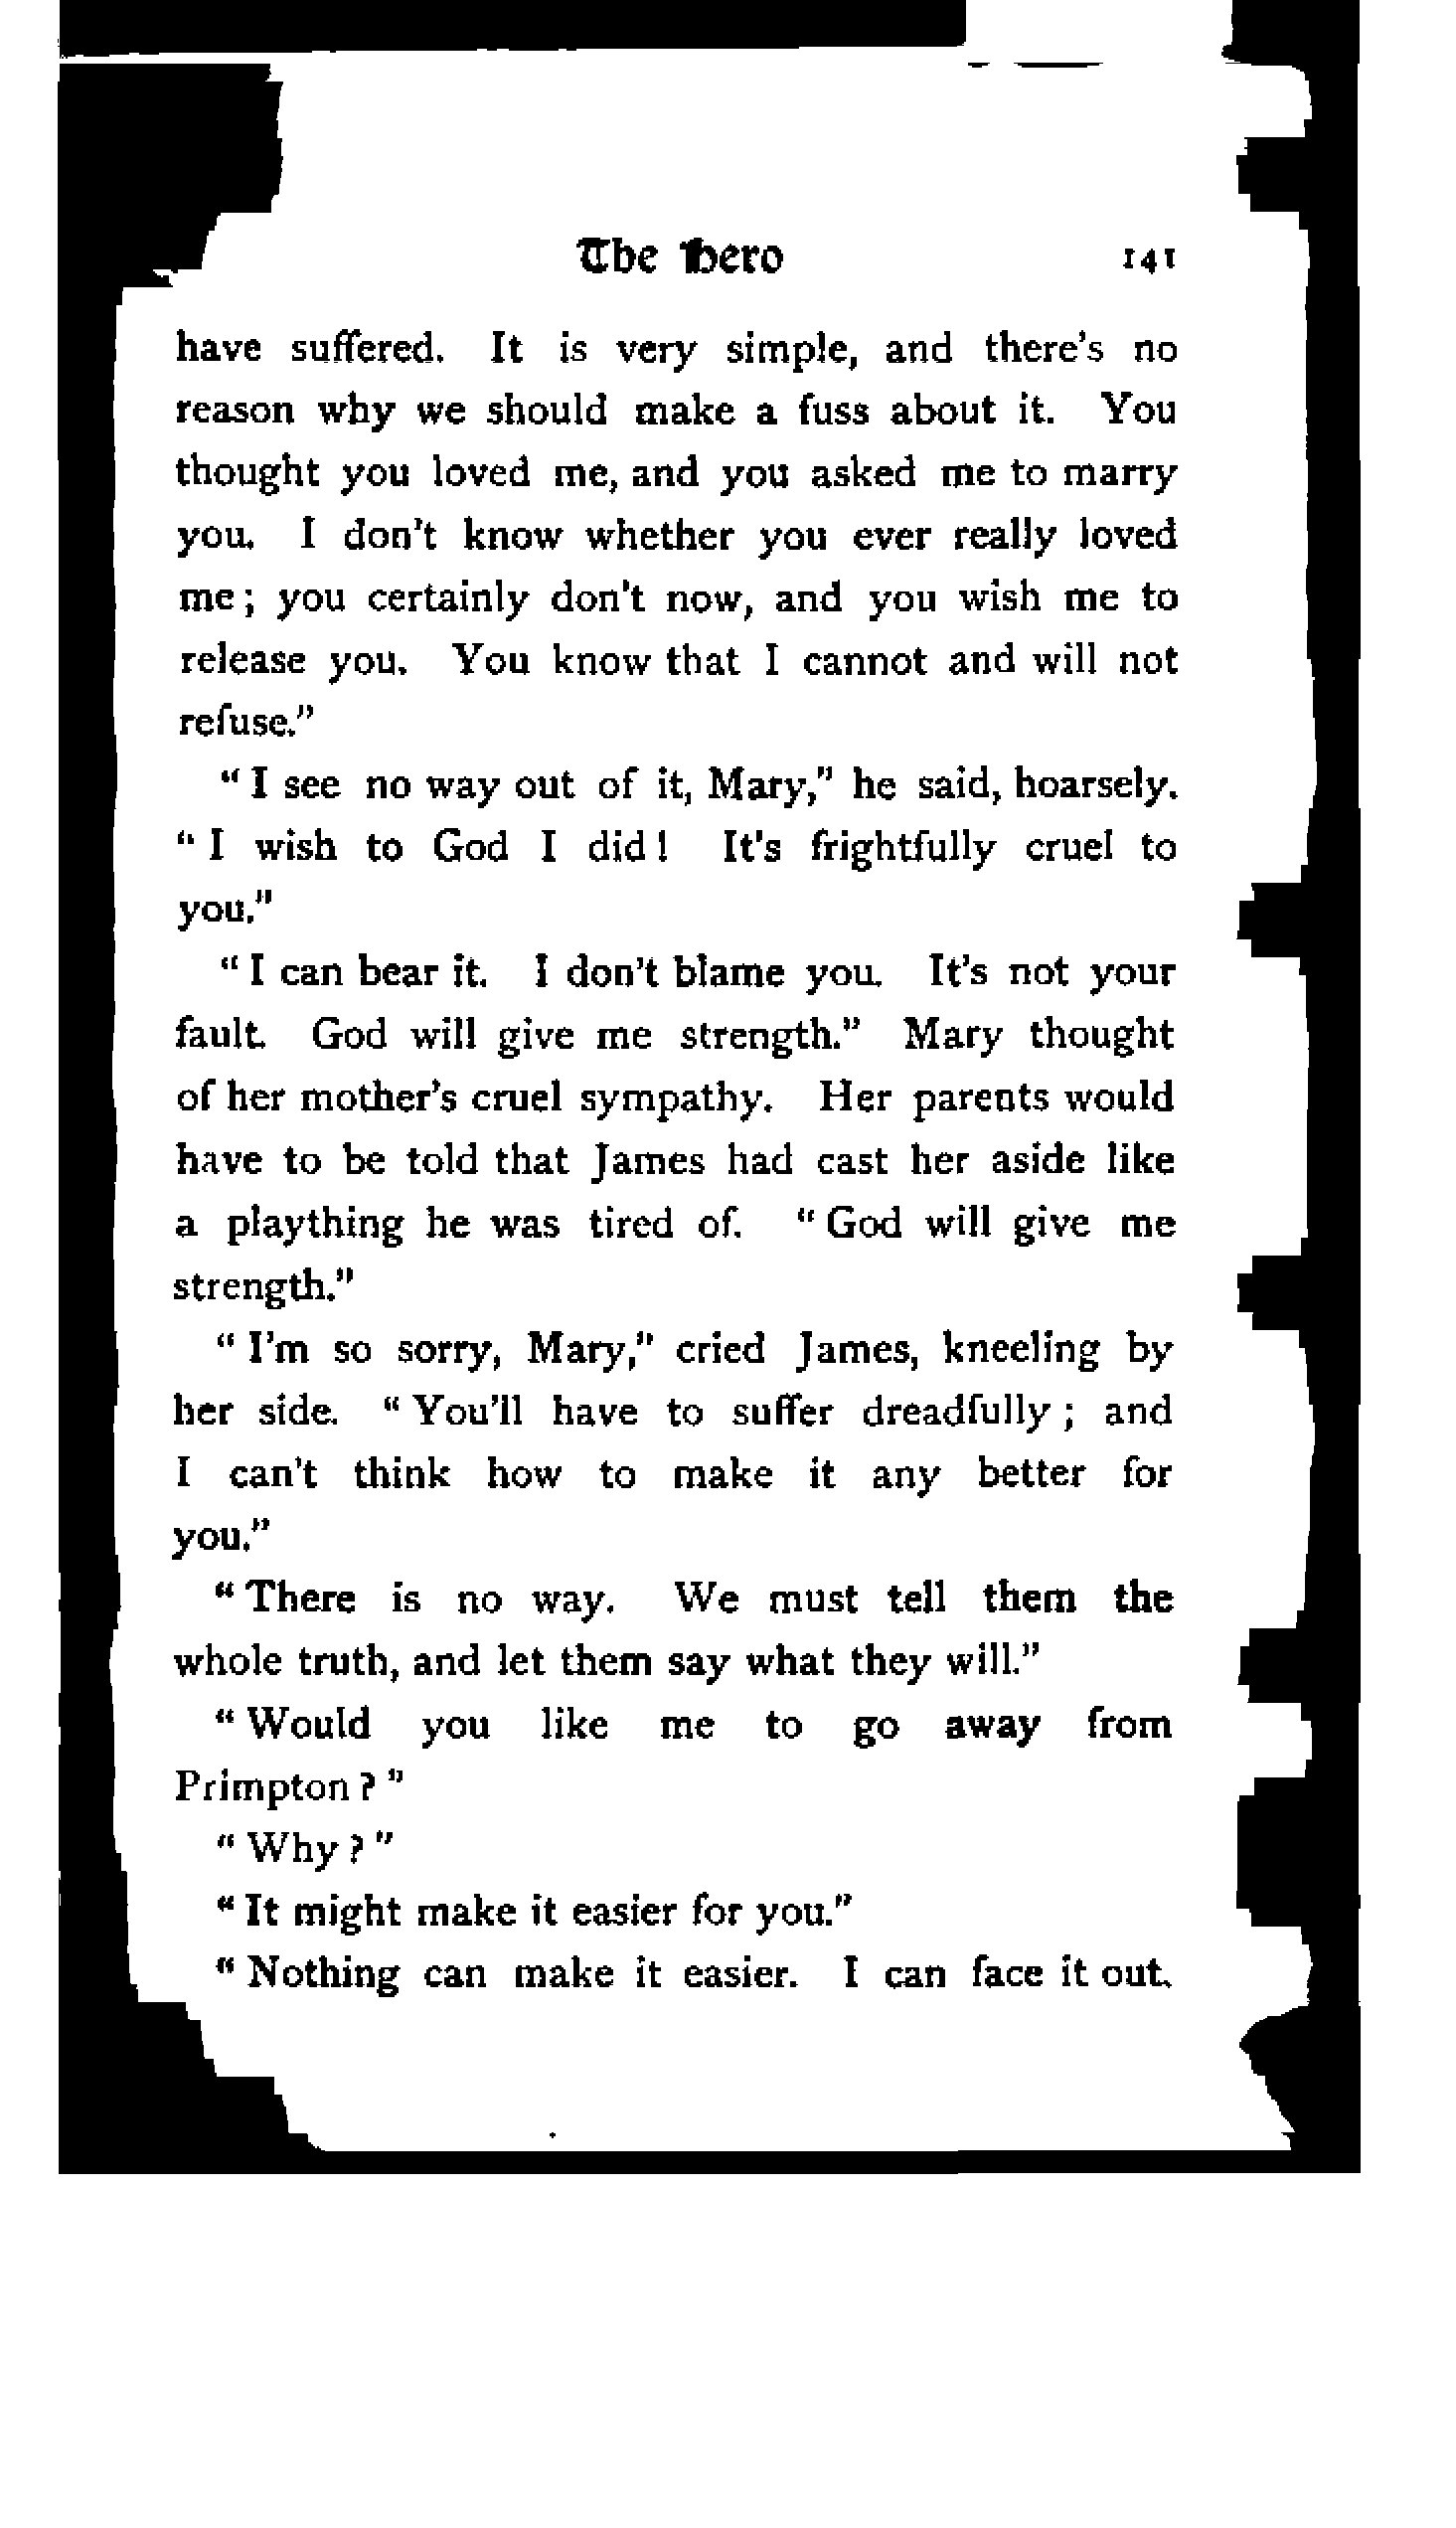 The Hero 141
have suffered. It is very simple, and there's no
reason why we should make a fuss about it. You
thought you loved me, and you asked me to marry
you. I don't know whether you ever really loved
me; you certainly don't now, and you wish me to
release you. You know that I cannot and will not
refuse."
"I see no way out of it, Mary," he said, hoarsely.
"I wish to God I did! It's frightfully cruel to
you."
"I can bear it. I don't blame you. It's not your
fault. God will give me strength." Mary thought
of her mother's cruel sympathy. Her parents would
have to be told that James had cast her aside like
a plaything he was tired of. "God will give me
strength."
"I'm so sorry, Mary," cried James, kneeling by
her side. "You'll have to suffer dreadfully; and
I can't think how to make it any better for
you."
"There is no way. We must tell them the
whole truth, and let them say what they will."
"Would you like me to go away from
Primpton?"
"Why?"
"It might make it easier for you."
"Nothing can make it easier. I can face it out.